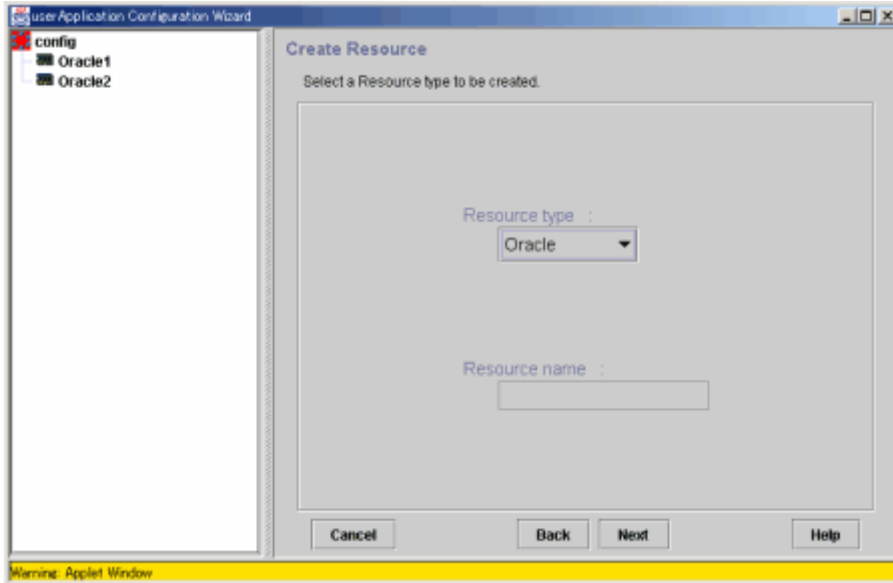 userApplication Configuration Wizard
config
Oracle1
Oracle2
Create Resource
Select a Resource type to be created.
Resource type :
Oracle
Resource name :
Cancel
Back
Next
Help
Warning: Applet Window